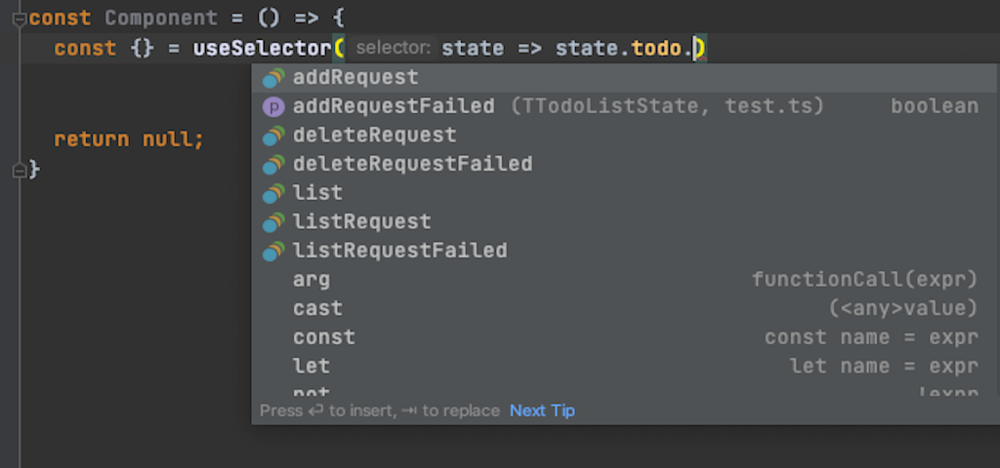 const Component = () => {
const {} = useSelector( selector: state => state.todo.)
addRequest
p addRequestFailed (TTodoListState, test.ts) boolean
deleteRequest
deleteRequestFailed
return null;
list
}
listRequest
listRequestFailed
arg functionCall(expr)
cast (<any>value)
const const name = expr
let let name = expr
not !expr
Press ↵ to insert, ⇥ to replace Next Tip